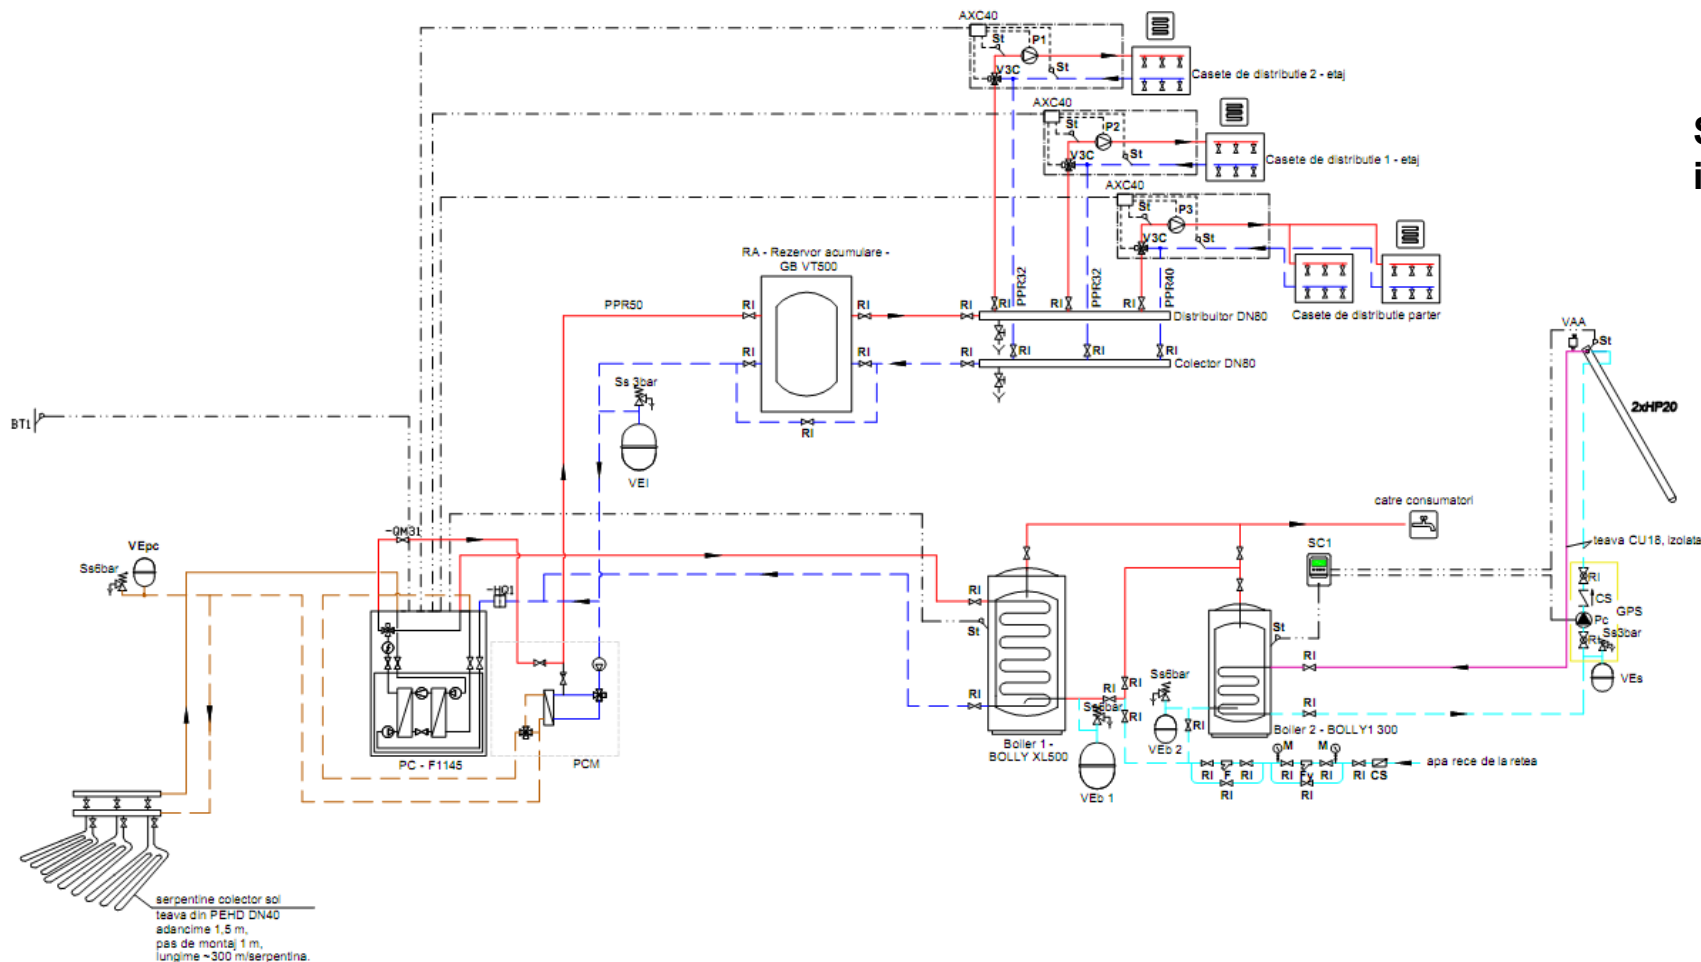 AXC40
St
P1
St
V3C
Casete de distributie 2 - etaj
AXC40
St
P2
St
V3C
Casete de distributie 1 - etaj
S
i
AXC40
St
P3
St
V3C
RA - Rezervor acumulare -
GB VT500
PPR50
RI
RI
RI
RI
RI
RI
PPR32
PPR32
PPR40
Distribuitor DN80
Casete de distributie parter
VAA
St
RI
RI
RI
RI
RI
RI
Colector DN80
Ss 3bar
2xHP20
BT1
RI
VEI
catre consumatori
-QM31
SC1
teava CU18, izolata
VEpc
Ss6bar
RI
CS
GPS
-HQ1
RI
St
Pc
Ss3bar
St
RI
RI
VEs
RI
Ss6bar
RI
RI
Ss6bar
RI
RI
RI
Boiler 1 -
BOLLY XL500
VEb 2
Boiler 2 - BOLLY1 300
M
M
PC - F1145
PCM
apa rece de la retea
RI
F
RI
RI
Fv
RI
RI
CS
VEb 1
RI
RI
serpentine colector sol
teava din PEHD DN40
adancime 1,5 m,
pas de montaj 1 m,
lungime ~300 m/serpentina.